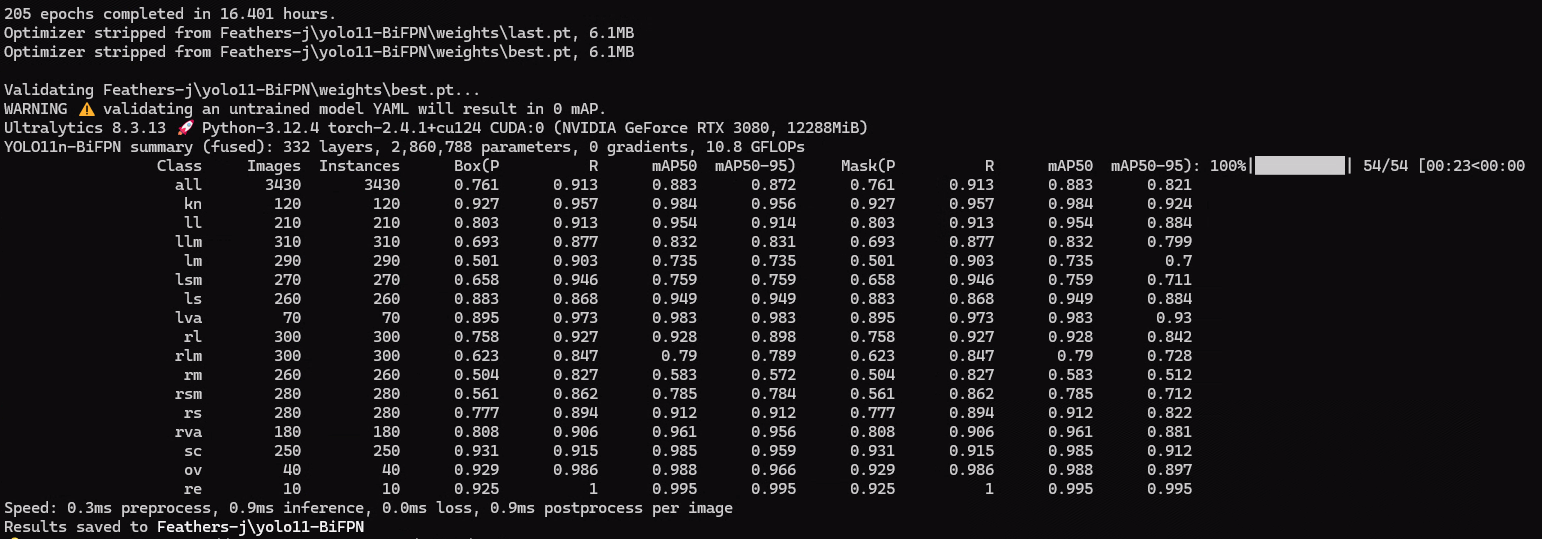 205 epochs completed in 16.401 hours.
Optimizer stripped from Feathers-j\yolo11-BiFPN\weights\last.pt, 6.1MB
Optimizer stripped from Feathers-j\yolo11-BiFPN\weights\best.pt, 6.1MB
Validating Feathers-j\yolo11-BiFPN\weights\best.pt...
WARNING ⚠️ validating an untrained model YAML will result in 0 mAP.
Ultralytics 8.3.13 🚀 Python-3.12.4 torch-2.4.1+cu124 CUDA:0 (NVIDIA GeForce RTX 3080, 12288MiB)
YOLO11n-BiFPN summary (fused): 332 layers, 2,860,788 parameters, 0 gradients, 10.8 GFLOPs
Class Images Instances Box(P R mAP50 mAP50-95) Mask(P R mAP50 mAP50-95): 100%|██████████| 54/54 [00:23<00:00
all 3430 3430 0.761 0.913 0.883 0.872 0.761 0.913 0.883 0.821
kn 120 120 0.927 0.957 0.984 0.956 0.927 0.957 0.984 0.924
ll 210 210 0.803 0.913 0.954 0.914 0.803 0.913 0.954 0.884
llm 310 310 0.693 0.877 0.832 0.831 0.693 0.877 0.832 0.799
lm 290 290 0.501 0.903 0.735 0.735 0.501 0.903 0.735 0.7
lsm 270 270 0.658 0.946 0.759 0.759 0.658 0.946 0.759 0.711
ls 260 260 0.883 0.868 0.949 0.949 0.883 0.868 0.949 0.884
lva 70 70 0.895 0.973 0.983 0.983 0.895 0.973 0.983 0.93
rl 300 300 0.758 0.927 0.928 0.898 0.758 0.927 0.928 0.842
rlm 300 300 0.623 0.847 0.79 0.789 0.623 0.847 0.79 0.728
rm 260 260 0.504 0.827 0.583 0.572 0.504 0.827 0.583 0.512
rsm 280 280 0.561 0.862 0.785 0.784 0.561 0.862 0.785 0.712
rs 280 280 0.777 0.894 0.912 0.912 0.777 0.894 0.912 0.822
rva 180 180 0.808 0.906 0.961 0.956 0.808 0.906 0.961 0.881
sc 250 250 0.931 0.915 0.985 0.959 0.931 0.915 0.985 0.912
ov 40 40 0.929 0.986 0.988 0.966 0.929 0.986 0.988 0.897
re 10 10 0.925 1 0.995 0.995 0.925 1 0.995 0.995
Speed: 0.3ms preprocess, 0.9ms inference, 0.0ms loss, 0.9ms postprocess per image
Results saved to Feathers-j\yolo11-BiFPN